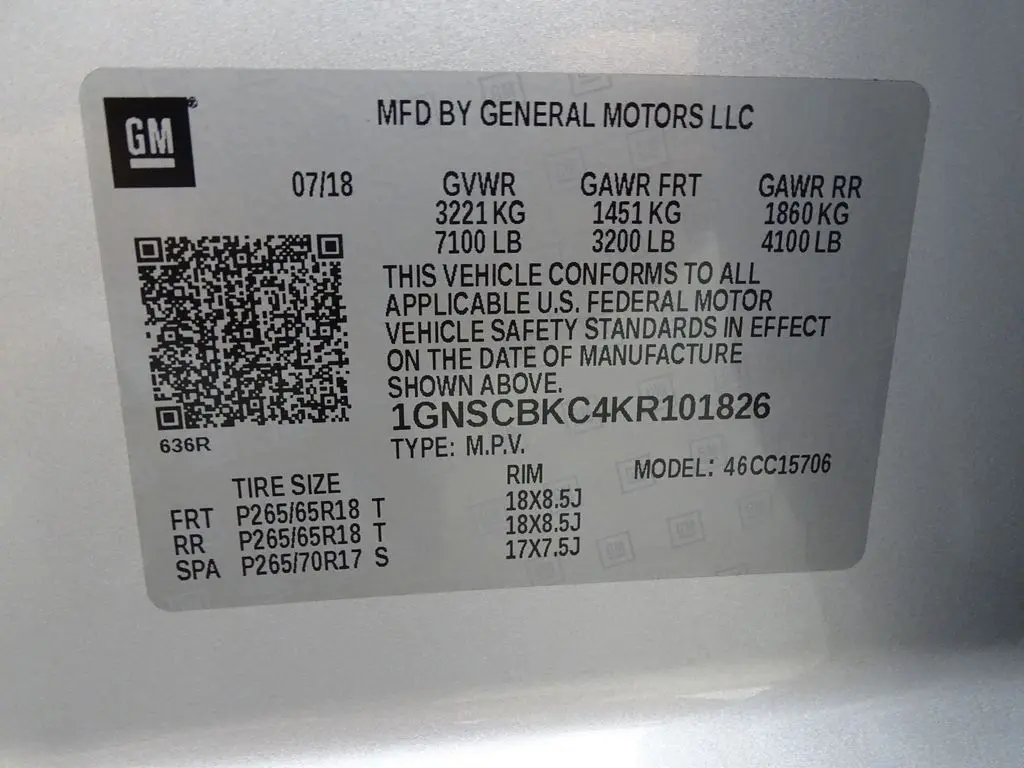 GM
MFD BY GENERAL MOTORS LLC
07/18 GVWR GAWR FRT GAWR RR
3221 KG 1451 KG 1860 KG
7100 LB 3200 LB 4100 LB
THIS VEHICLE CONFORMS TO ALL
APPLICABLE U.S. FEDERAL MOTOR
VEHICLE SAFETY STANDARDS IN EFFECT
ON THE DATE OF MANUFACTURE
SHOWN ABOVE.
1GNSCBKC4KR101826
636R
TYPE: M.P.V.
MODEL: 46CC15706
TIRE SIZE RIM
FRT P265/65R18 T 18X8.5J
RR P265/65R18 T 18X8.5J
SPA P265/70R17 S 17X7.5J